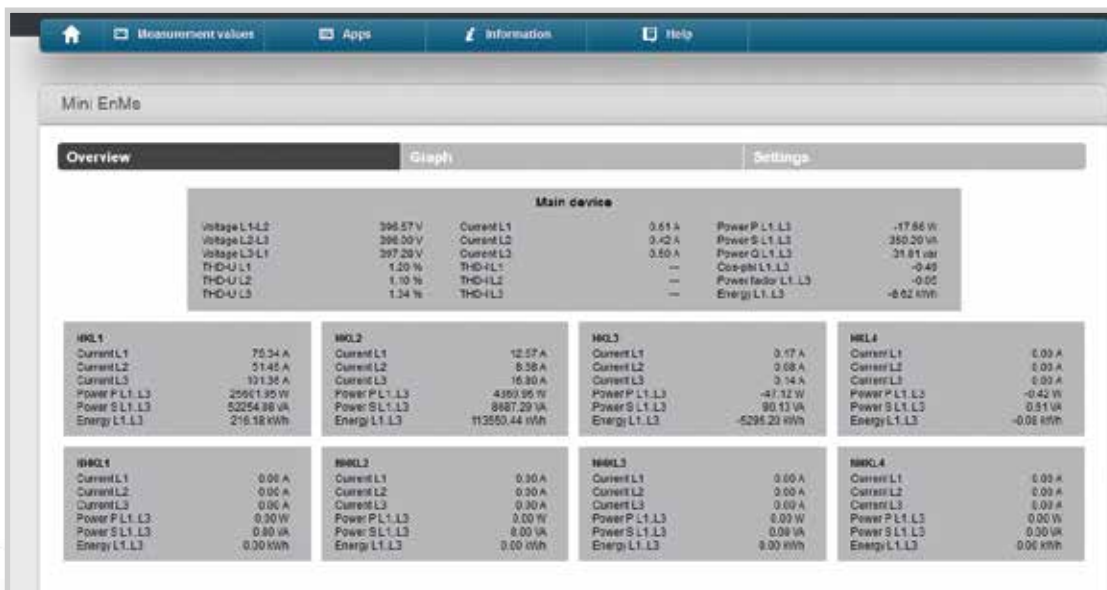 Measurement values Apps Information Help
Mini EnMs
Overview Graph Settings
Main device
Voltage L1-L2 396.57 V Current L1 0.51 A Power P L1..L3 -17.66 W
Voltage L2-L3 Current L2 0.42 A Power S L1..L3 350.20 VA
Voltage L3-L1 397.28 V Current L3 0.50 A Power Q L1..L3 31.81 var
THD-U L1 1.20 % THD-I L1 --- Cos-phi L1..L3
THD-U L2 1.10 % THD-I L2 --- Power factor L1..L3 -0.05
THD-U L3 1.34 % THD-I L3 --- Energy L1..L3 -8.62 kWh
HKL1
Current L1 75.34 A
Current L2 51.45 A
Current L3 101.36 A
Power P L1..L3
Power S L1..L3
Energy L1..L3 216.18 kWh
HKL2
Current L1 12.57 A
Current L2
Current L3
Power P L1..L3
Power S L1..L3 8687.29 VA
Energy L1..L3 113550.44 kWh
HKL3
Current L1 0.17 A
Current L2 0.08 A
Current L3 0.14 A
Power P L1..L3 -47.12 W
Power S L1..L3 90.13 VA
Energy L1..L3 -5295.20 kWh
HKL4
Current L1 0.00 A
Current L2 0.00 A
Current L3 0.00 A
Power P L1..L3 -0.42 W
Power S L1..L3 0.51 VA
Energy L1..L3
NHKL1
Current L1 0.00 A
Current L2 0.00 A
Current L3 0.00 A
Power P L1..L3 0.00 W
Power S L1..L3 0.00 VA
Energy L1..L3 0.00 kWh
NHKL2
Current L1 0.00 A
Current L2 0.00 A
Current L3 0.00 A
Power P L1..L3 0.00 W
Power S L1..L3 0.00 VA
Energy L1..L3 0.00 kWh
NHKL3
Current L1 0.00 A
Current L2 0.00 A
Current L3 0.00 A
Power P L1..L3 0.00 W
Power S L1..L3 0.00 VA
Energy L1..L3 0.00 kWh
NHKL4
Current L1 0.00 A
Current L2 0.00 A
Current L3 0.00 A
Power P L1..L3 0.00 W
Power S L1..L3 0.00 VA
Energy L1..L3 0.00 kWh